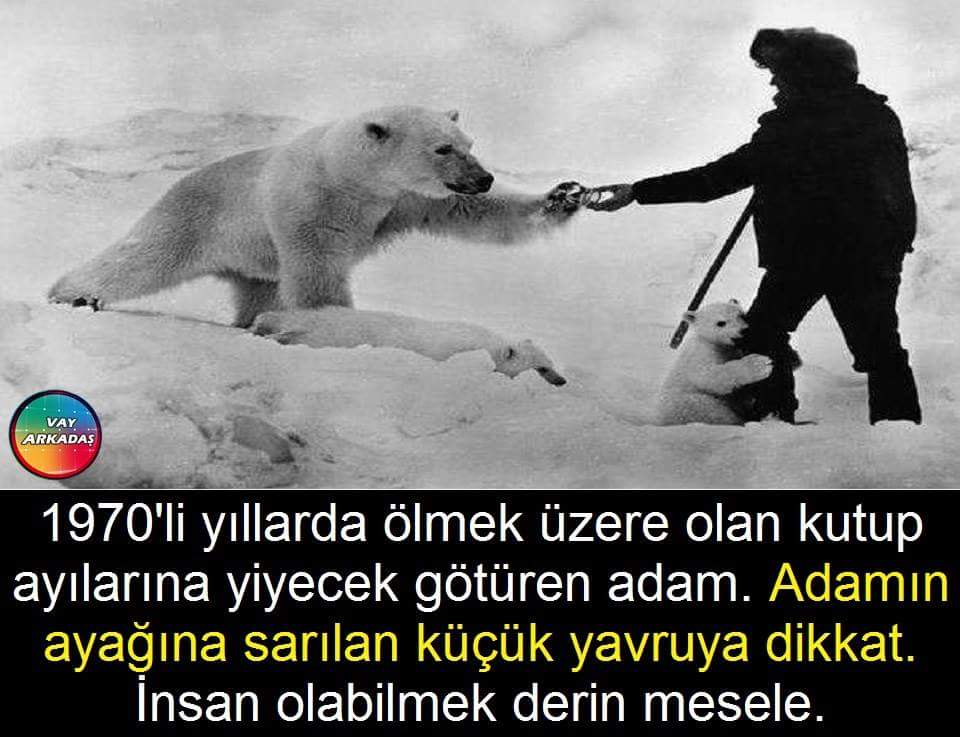 VAY
ARKADAŞ
1970'li yıllarda ölmek üzere olan kutup
ayılarına yiyecek götüren adam. Adamın
ayağına sarılan küçük yavruya dikkat.
İnsan olabilmek derin mesele.